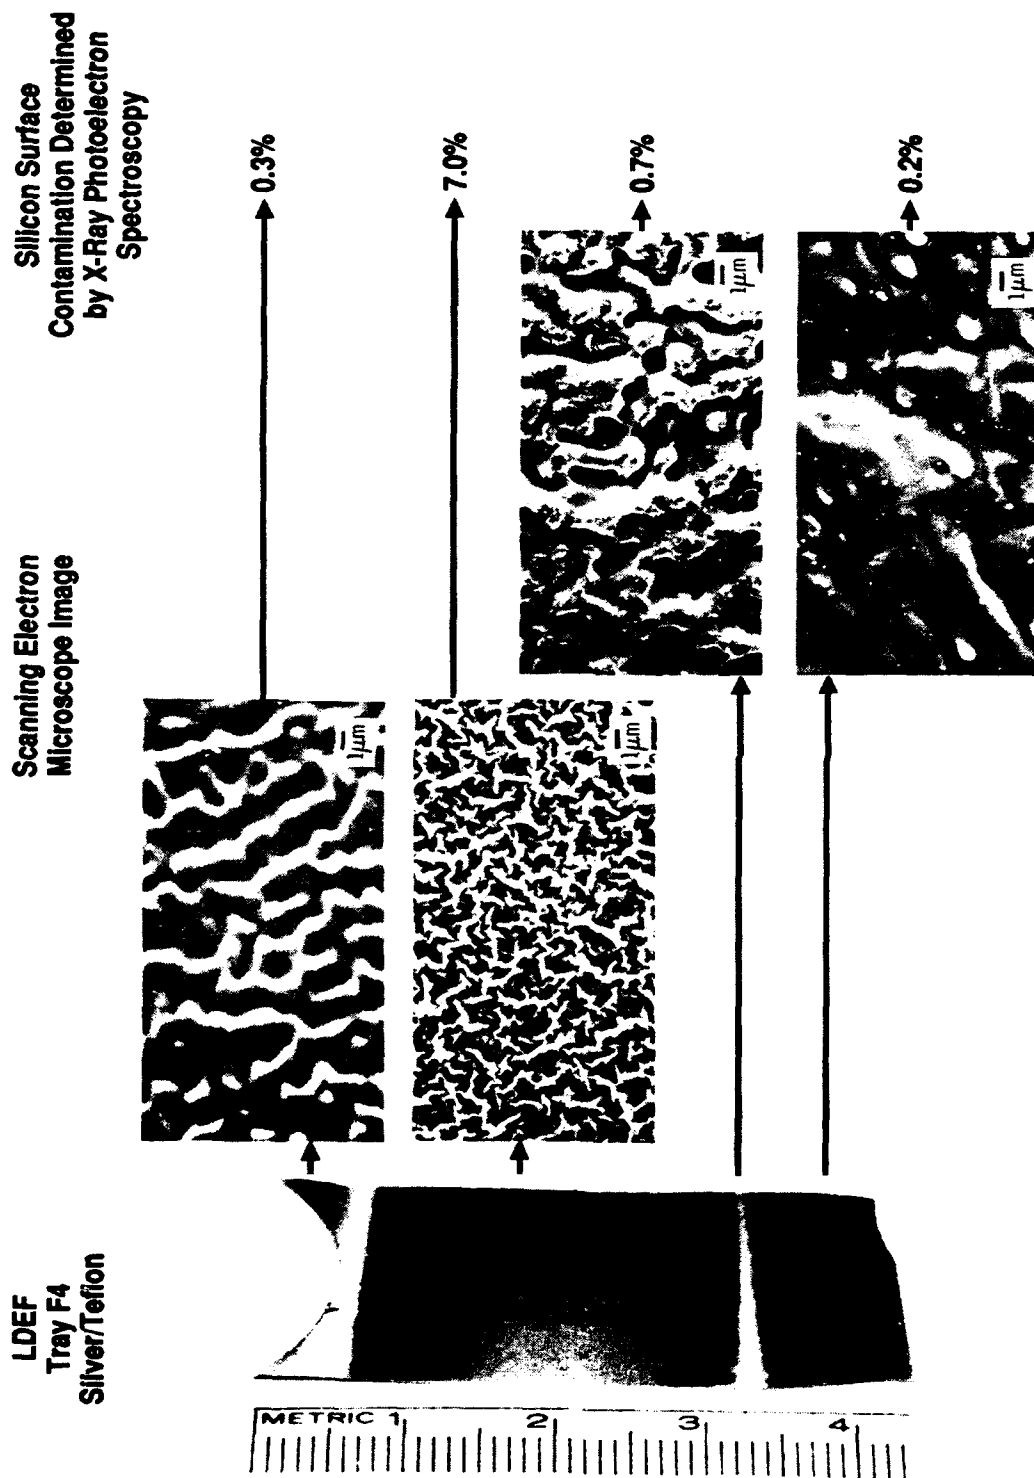 LDEF
Tray F4
Silver/Teflon
Scanning Electron
Microscope Image
Silicon Surface
Contamination Determined
by X-Ray Photoelectron
Spectroscopy
METRIC 1
2
3
4
1μm
1μm
1μm
1μm
0.3%
7.0%
0.7%
0.2%